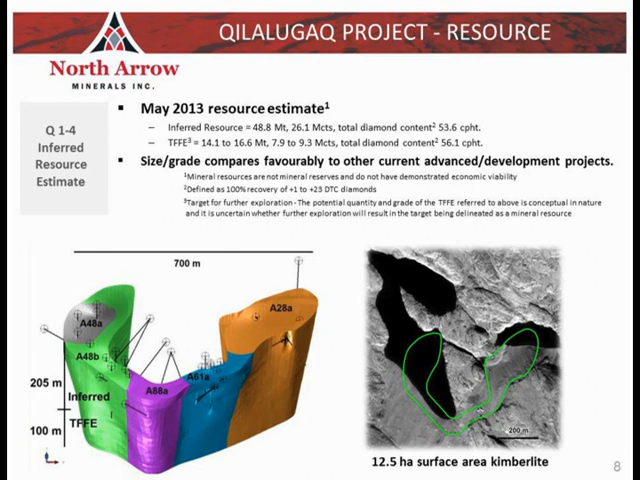 QILALUGAQ PROJECT - RESOURCE
North Arrow
MINERALS INC.
Q 1-4
Inferred
Resource
Estimate
▪ May 2013 resource estimate¹
– Inferred Resource = 48.8 Mt, 26.1 Mcts, total diamond content² 53.6 cpht.
– TFFE³ = 14.1 to 16.6 Mt, 7.9 to 9.3 Mcts, total diamond content² 56.1 cpht.
▪ Size/grade compares favourably to other current advanced/development projects.
¹Mineral resources are not mineral reserves and do not have demonstrated economic viability
²Defined as 100% recovery of +1 to +23 DTC diamonds
³Target for further exploration - The potential quantity and grade of the TFFE referred to above is conceptual in nature
and it is uncertain whether further exploration will result in the target being delineated as a mineral resource
700 m
A28a
A48a
A48b
A61a
A88a
205 m
Inferred
TFFE
100 m
200 m
12.5 ha surface area kimberlite
8